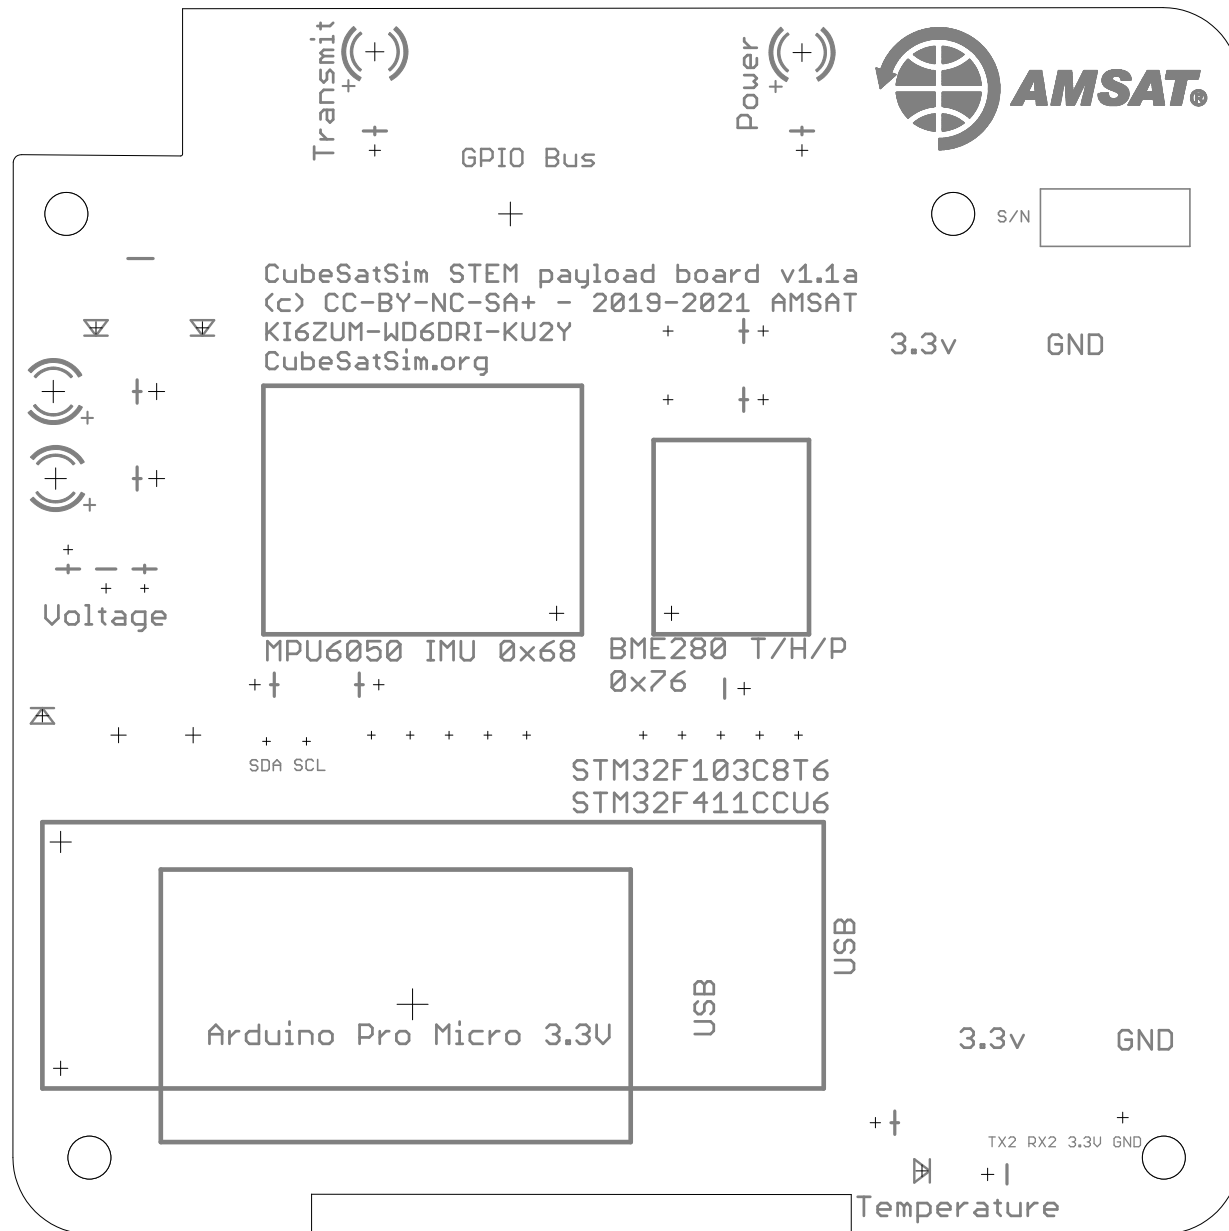 Transmit
Power
AMSAT®
GPIO Bus
S/N
CubeSatSim STEM payload board v1.1a
(c) CC-BY-NC-SA+ - 2019-2021 AMSAT
KI6ZUM-WD6DRI-KU2Y
CubeSatSim.org
3.3v GND
Voltage
MPU6050 IMU 0x68
BME280 T/H/P
0x76
SDA SCL
STM32F103C8T6
STM32F411CCU6
USB
USB
Arduino Pro Micro 3.3V
3.3v GND
TX2 RX2 3.3V GND
Temperature